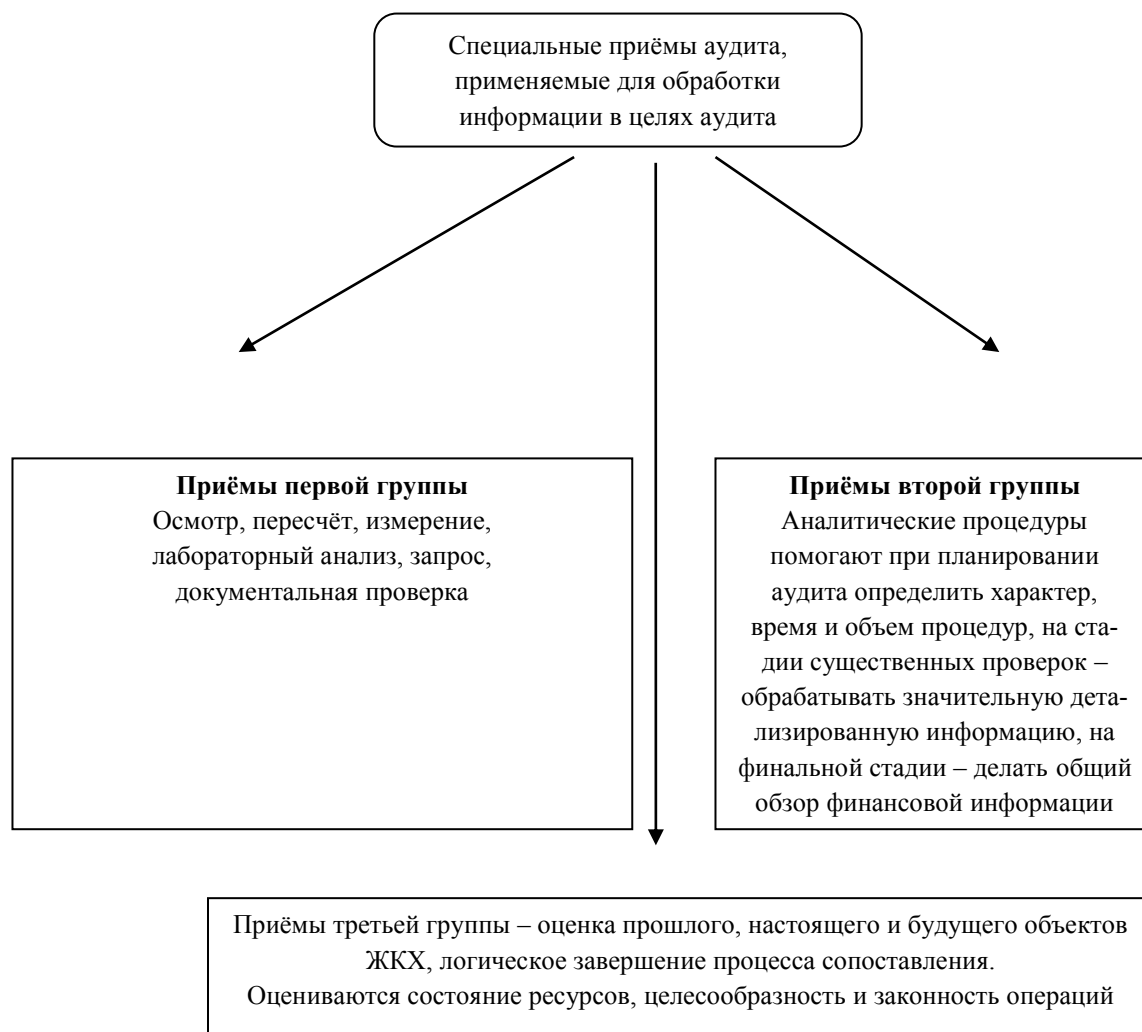 Специальные приёмы аудита,
применяемые для обработки
информации в целях аудита
Приёмы первой группы
Осмотр, пересчёт, измерение,
лабораторный анализ, запрос,
документальная проверка
Приёмы второй группы
Аналитические процедуры
помогают при планировании
аудита определить характер,
время и объем процедур, на ста-
дии существенных проверок –
обрабатывать значительную дета-
лизированную информацию, на
финальной стадии – делать общий
обзор финансовой информации
Приёмы третьей группы – оценка прошлого, настоящего и будущего объектов
ЖКХ, логическое завершение процесса сопоставления.
Оцениваются состояние ресурсов, целесообразность и законность операций